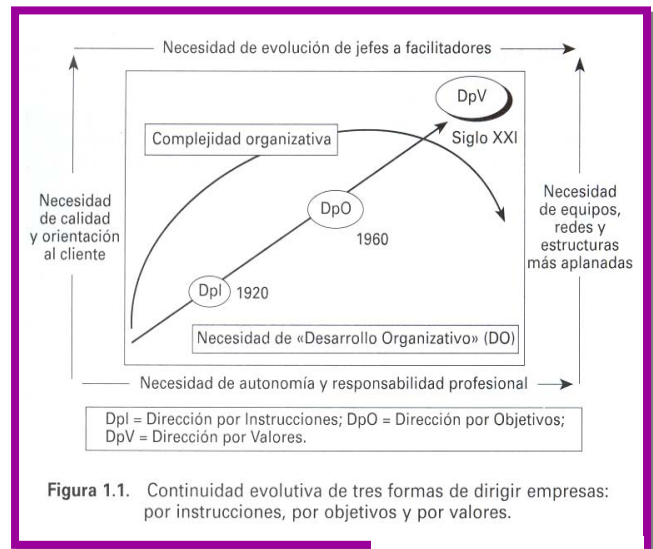 Necesidad de evolución de jefes a facilitadores
DpV
Siglo XXI
Complejidad organizativa
Necesidad
de calidad
y orientación
al cliente
DpO
1960
Necesidad
de equipos,
redes y
estructuras
más aplanadas
DpI
1920
Necesidad de «Desarrollo Organizativo» (DO)
Necesidad de autonomía y responsabilidad profesional
DpI = Dirección por Instrucciones; DpO = Dirección por Objetivos;
DpV = Dirección por Valores.
Figura 1.1. Continuidad evolutiva de tres formas de dirigir empresas:
por instrucciones, por objetivos y por valores.